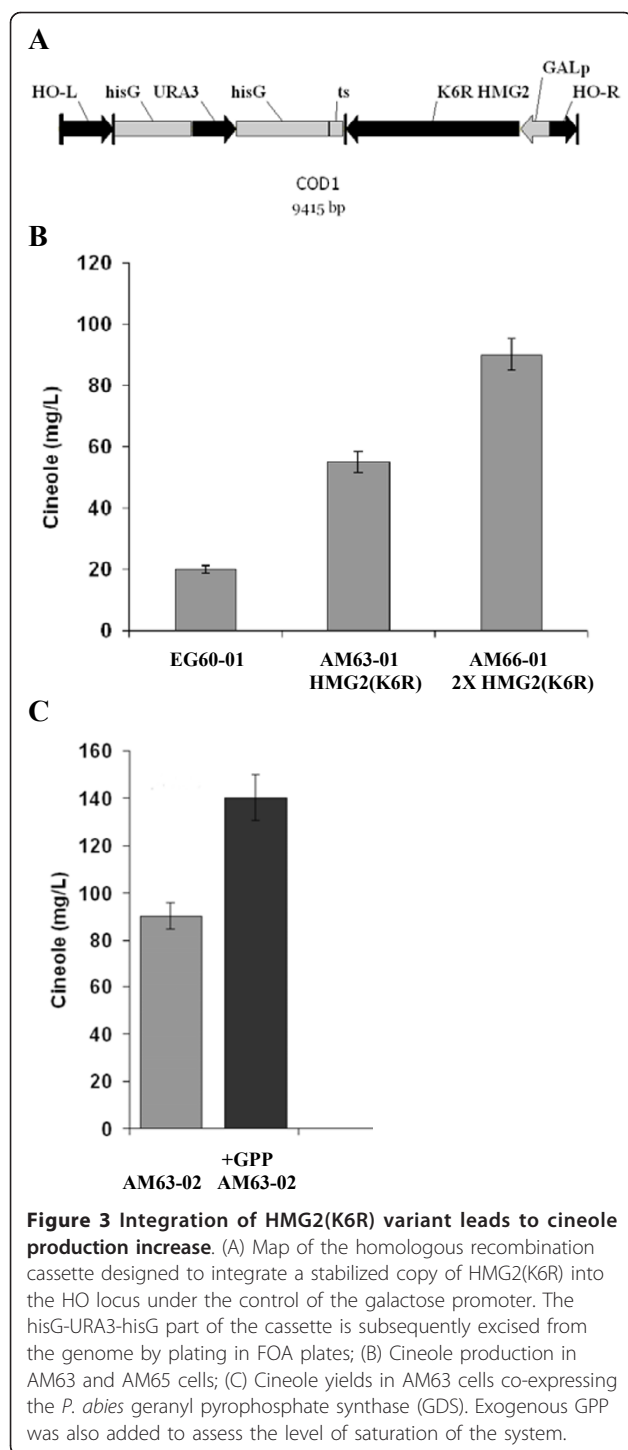 A
HO-L hisG URA3 hisG ts K6R HMG2 GALp HO-R
COD1
9415 bp
B
Cineole (mg/L)
120
100
80
60
40
20
0
EG60-01 AM63-01 AM66-01
HMG2(K6R) 2X HMG2(K6R)
C
Cineole (mg/L)
160
140
120
100
80
60
40
20
0
+GPP
AM63-02 AM63-02
Figure 3 Integration of HMG2(K6R) variant leads to cineole
production increase. (A) Map of the homologous recombination
cassette designed to integrate a stabilized copy of HMG2(K6R) into
the HO locus under the control of the galactose promoter. The
hisG-URA3-hisG part of the cassette is subsequently excised from
the genome by plating in FOA plates; (B) Cineole production in
AM63 and AM65 cells; (C) Cineole yields in AM63 cells co-expressing
the P. abies geranyl pyrophosphate synthase (GDS). Exogenous GPP
was also added to assess the level of saturation of the system.